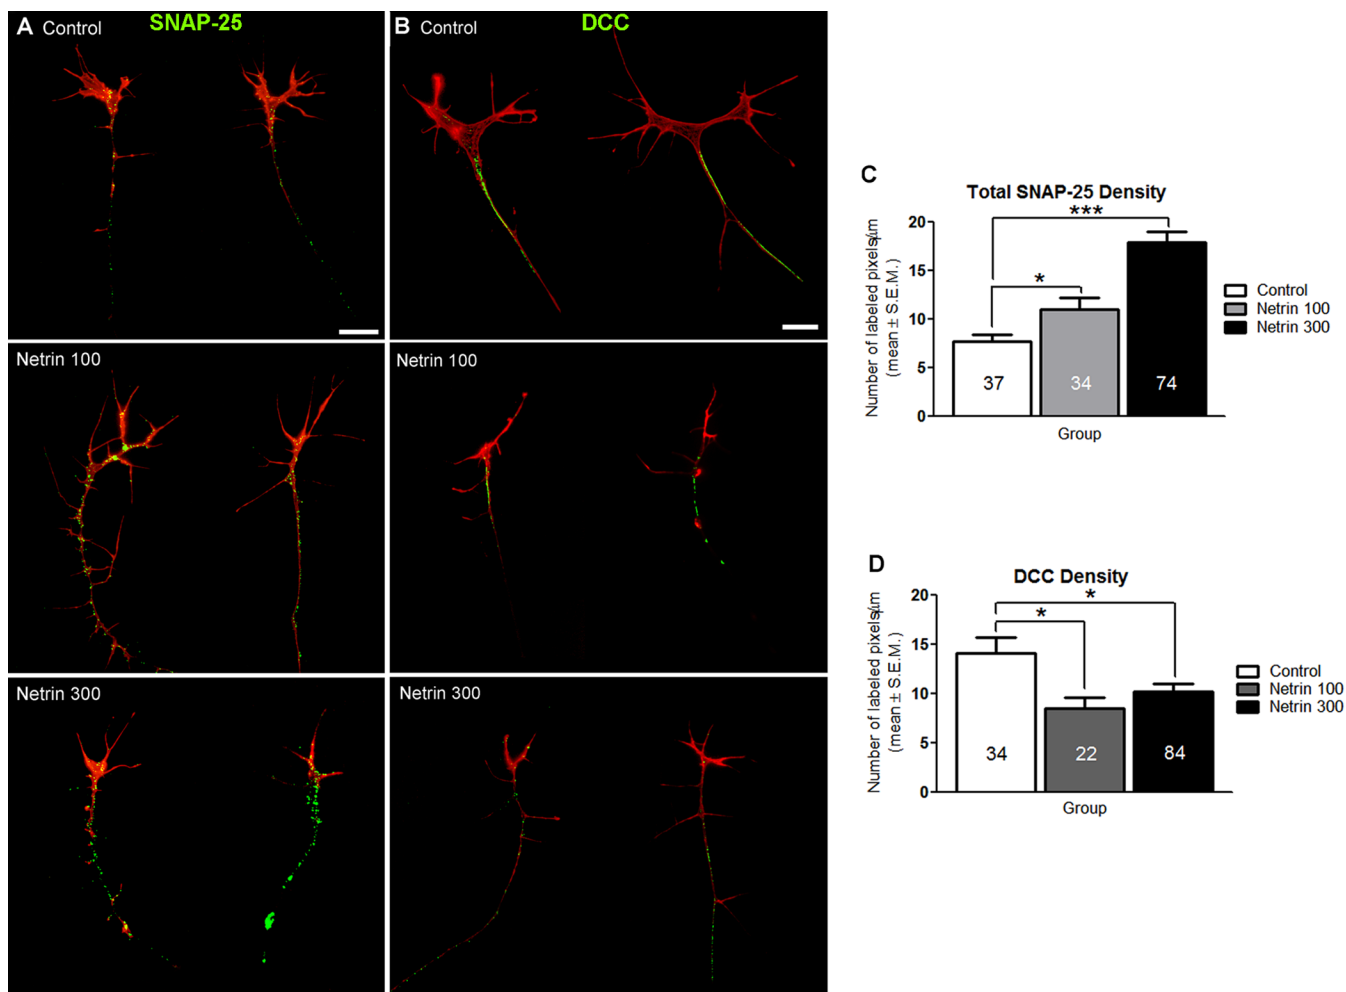 A Control SNAP-25
B Control DCC
Netrin 100
Netrin 100
Netrin 300
Netrin 300
C
Total SNAP-25 Density
Number of labeled pixels/µm
(mean ± S.E.M.)
20
15
10
5
0
***
*
37
34
74
Group
Control
Netrin 100
Netrin 300
D
DCC Density
Number of labeled pixels/µm
(mean ± S.E.M.)
20
15
10
5
0
*
*
34
22
84
Group
Control
Netrin 100
Netrin 300